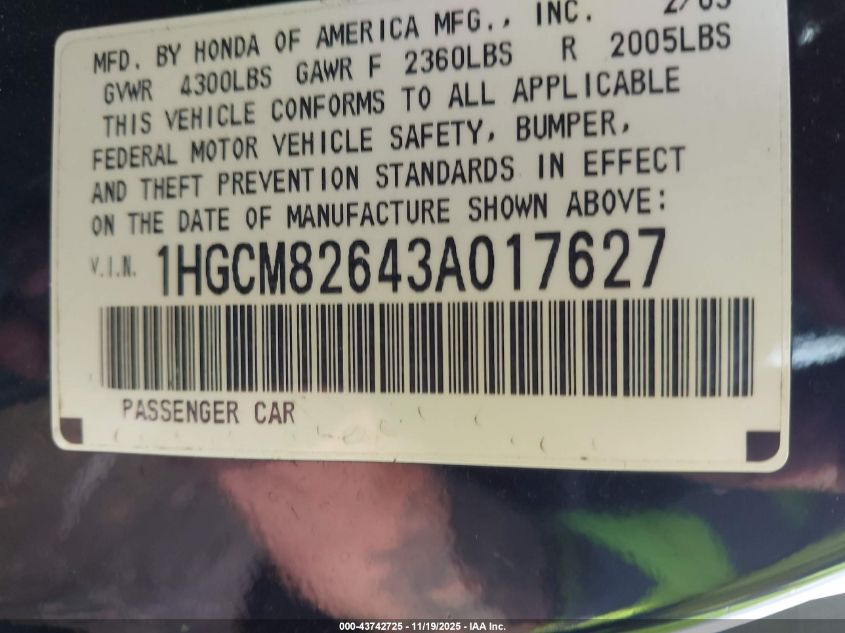 MFD. BY HONDA OF AMERICA MFG., INC. 2/03
GVWR 4300LBS GAWR F 2360LBS R 2005LBS
THIS VEHICLE CONFORMS TO ALL APPLICABLE
FEDERAL MOTOR VEHICLE SAFETY, BUMPER,
AND THEFT PREVENTION STANDARDS IN EFFECT
ON THE DATE OF MANUFACTURE SHOWN ABOVE:
V.I.N. 1HGCM82643A017627
PASSENGER CAR
000-43742725 - 11/19/2025 - IAA Inc.